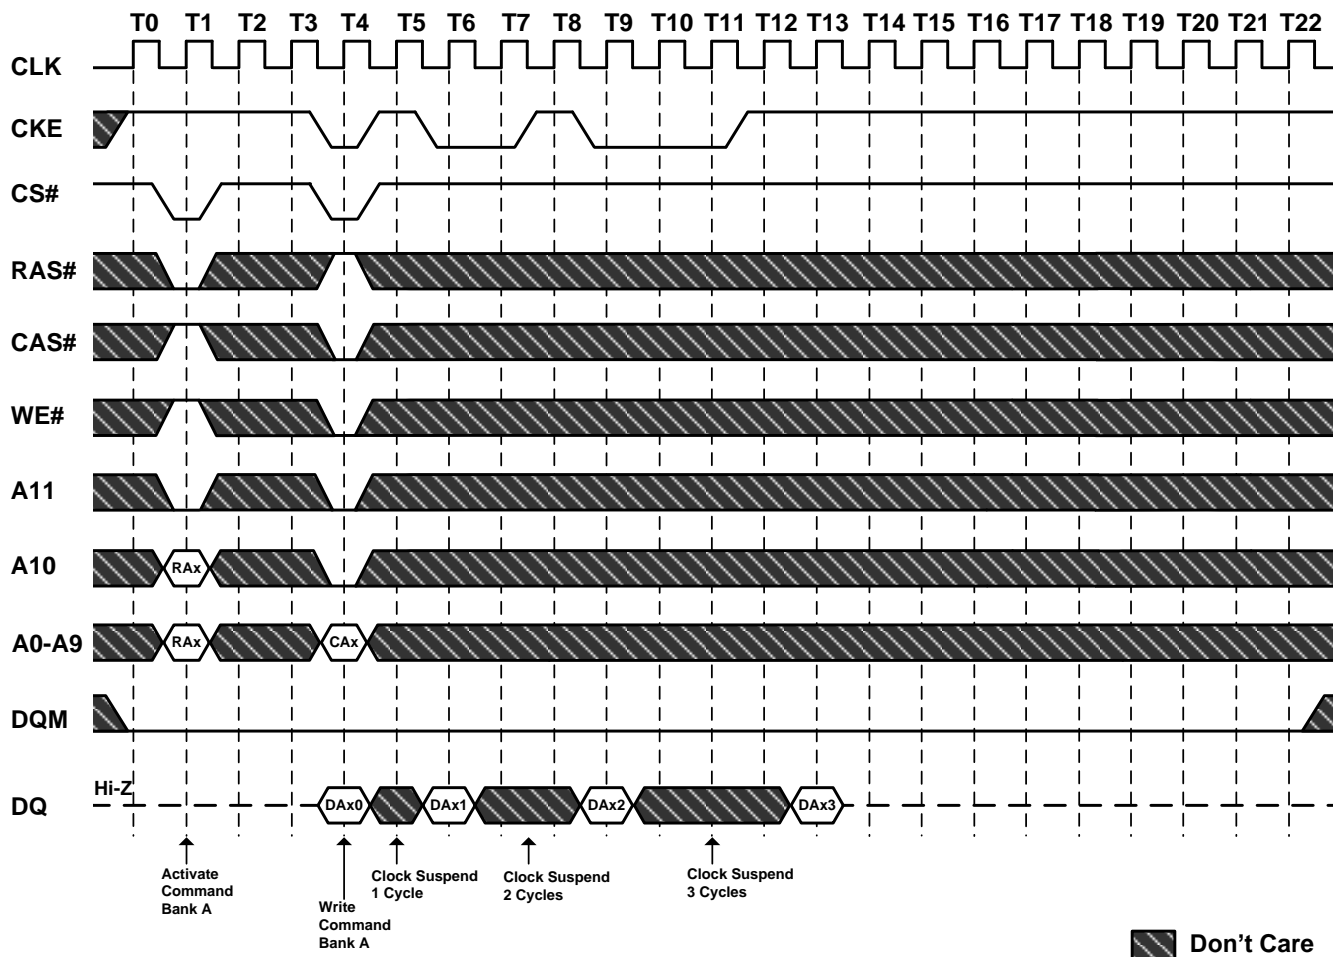 T0 T1 T2 T3 T4 T5 T6 T7 T8 T9 T10 T11 T12 T13 T14 T15 T16 T17 T18 T19 T20 T21 T22
CLK
CKE
CS#
RAS#
CAS#
WE#
A11
A10 RAx
A0-A9 RAx CAx
DQM
Hi-Z
DQ DAx0 DAx1 DAx2 DAx3
Activate
Command
Bank A
Write
Command
Bank A
Clock Suspend
1 Cycle
Clock Suspend
2 Cycles
Clock Suspend
3 Cycles
Don't Care